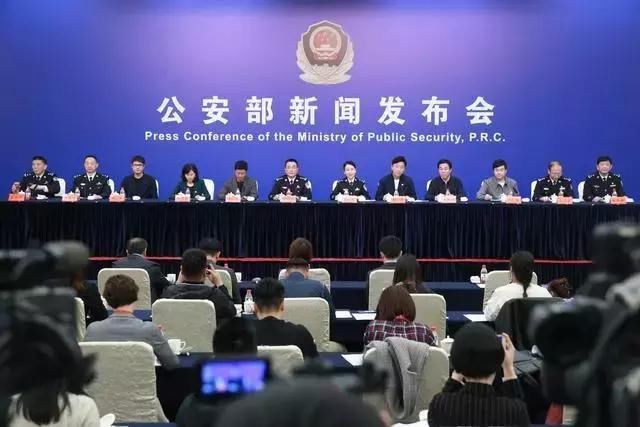 公安部新闻发布会
Press Conference of the Ministry of Public Security, P.R.C.